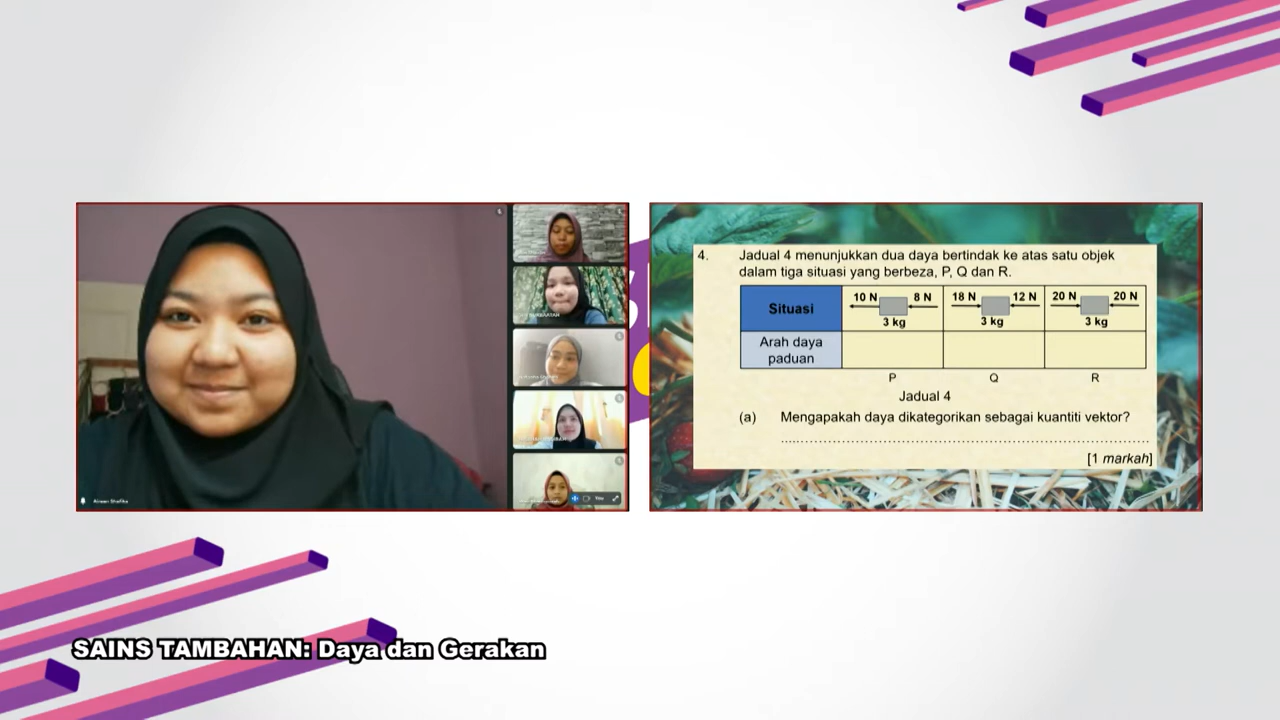 4. Jadual 4 menunjukkan dua daya bertindak ke atas satu objek
dalam tiga situasi yang berbeza, P, Q dan R.
Situasi
10 N 8 N
3 kg
18 N 12 N
3 kg
20 N 20 N
3 kg
Arah daya
paduan
P Q R
Jadual 4
(a) Mengapakah daya dikategorikan sebagai kuantiti vektor?
[1 markah]
You
SAINS TAMBAHAN: Daya dan Gerakan